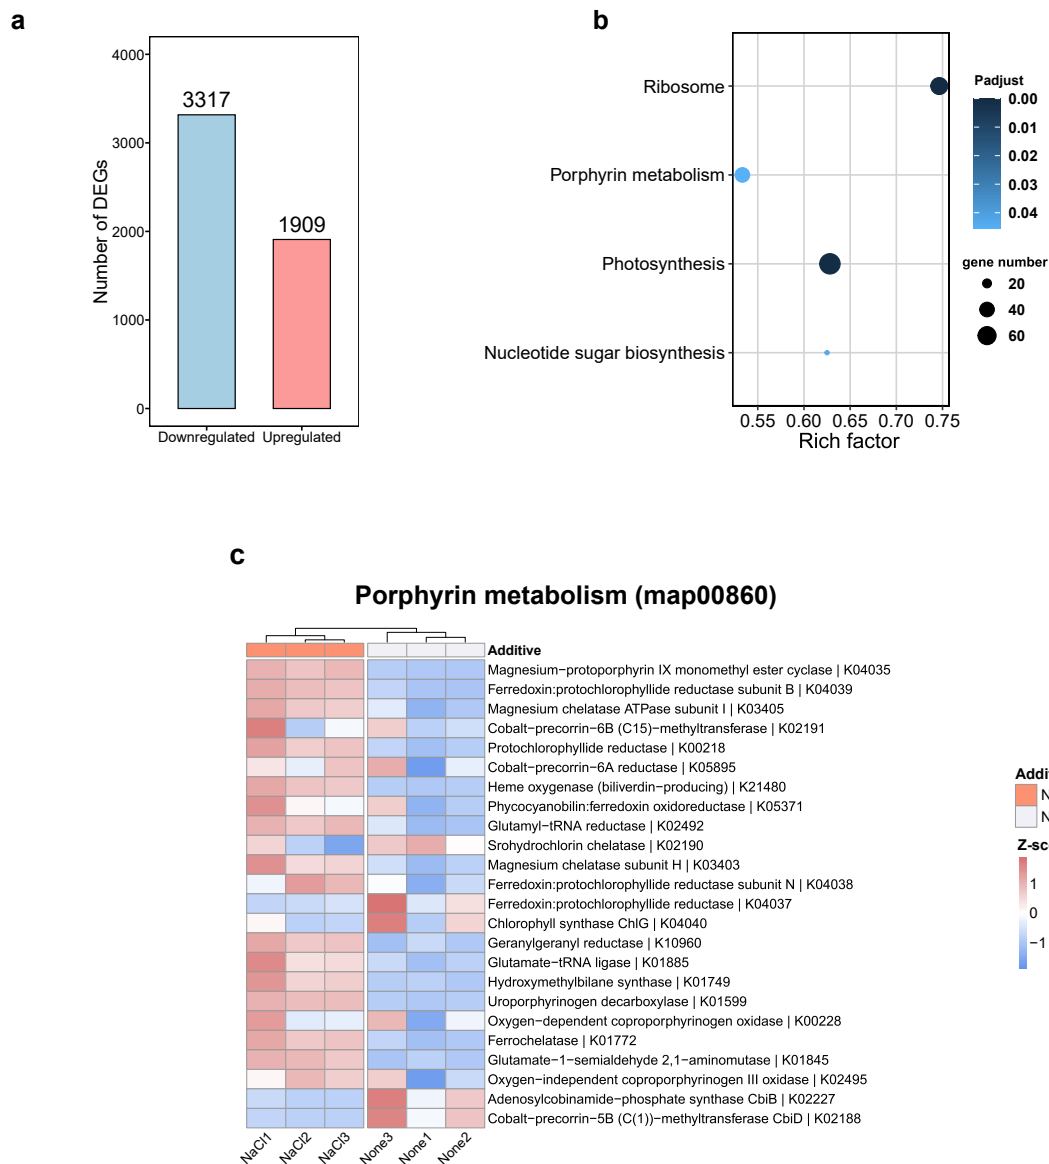 a
Number of DEGs
4000
3000
2000
1000
0
3317
1909
Downregulated
Upregulated
b
Ribosome
Porphyrin metabolism
Photosynthesis
Nucleotide sugar biosynthesis
0.55 0.60 0.65 0.70 0.75
Rich factor
Padjust
0.00
0.01
0.02
0.03
0.04
gene number
20
40
60
c
Porphyrin metabolism (map00860)
Additive
Magnesium−protoporphyrin IX monomethyl ester cyclase | K04035
Ferredoxin:protochlorophyllide reductase subunit B | K04039
Magnesium chelatase ATPase subunit I | K03405
Cobalt−precorrin−6B (C15)−methyltransferase | K02191
Protochlorophyllide reductase | K00218
Cobalt−precorrin−6A reductase | K05895
Heme oxygenase (biliverdin−producing) | K21480
Phycocyanobilin:ferredoxin oxidoreductase | K05371
Glutamyl−tRNA reductase | K02492
Srohydrochlorin chelatase | K02190
Magnesium chelatase subunit H | K03403
Ferredoxin:protochlorophyllide reductase subunit N | K04038
Ferredoxin:protochlorophyllide reductase | K04037
Chlorophyll synthase ChlG | K04040
Geranylgeranyl reductase | K10960
Glutamate−tRNA ligase | K01885
Hydroxymethylbilane synthase | K01749
Uroporphyrinogen decarboxylase | K01599
Oxygen−dependent coproporphyrinogen oxidase | K00228
Ferrochelatase | K01772
Glutamate−1−semialdehyde 2,1−aminomutase | K01845
Oxygen−independent coproporphyrinogen III oxidase | K02495
Adenosylcobinamide−phosphate synthase CbiB | K02227
Cobalt−precorrin−5B (C(1))−methyltransferase CbiD | K02188
NaCl1
NaCl2
NaCl3
None3
None1
None2
Addi
N
N
Z−sc
1
0
−1